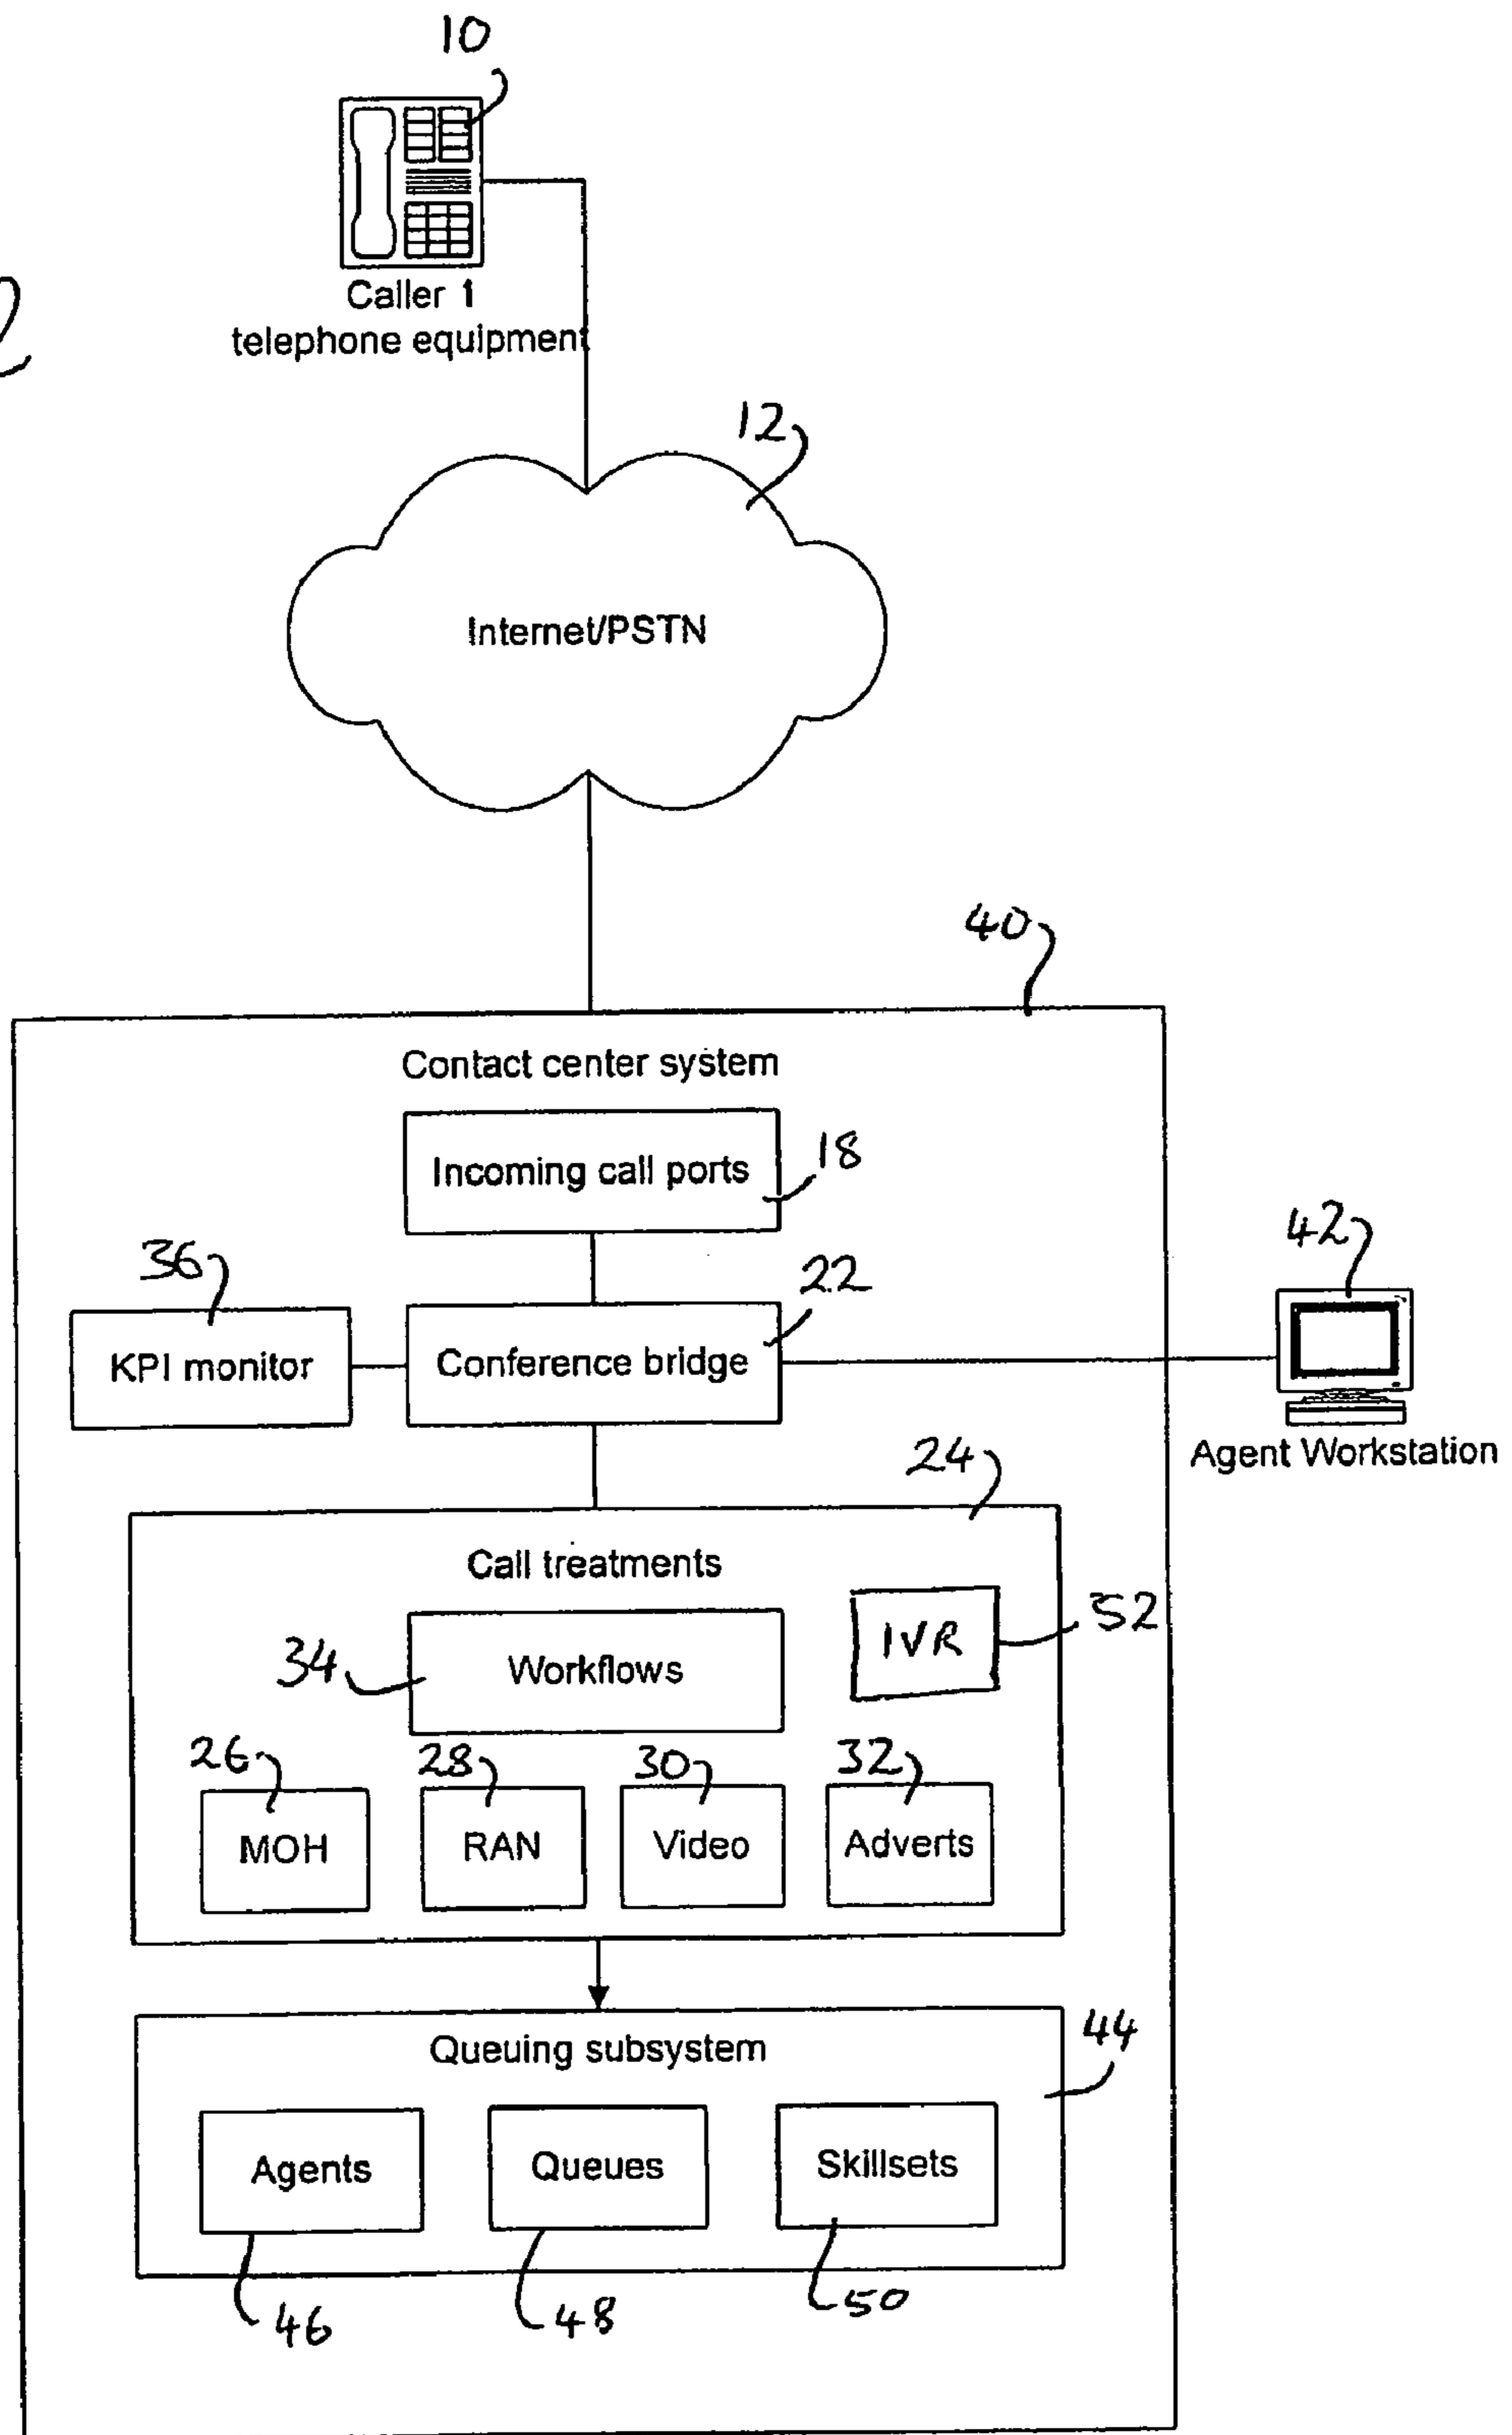 10
Caller 1
telephone equipment
2
12
Internet/PSTN
40
Contact center system
Incoming call ports
18
36
22
42
KPI monitor
Conference bridge
Agent Workstation
24
Call treatments
34
Workflows
IVR
52
26
28
30
32
MOH
RAN
Video
Adverts
Queuing subsystem
44
Agents
Queues
Skillsets
46
48
50